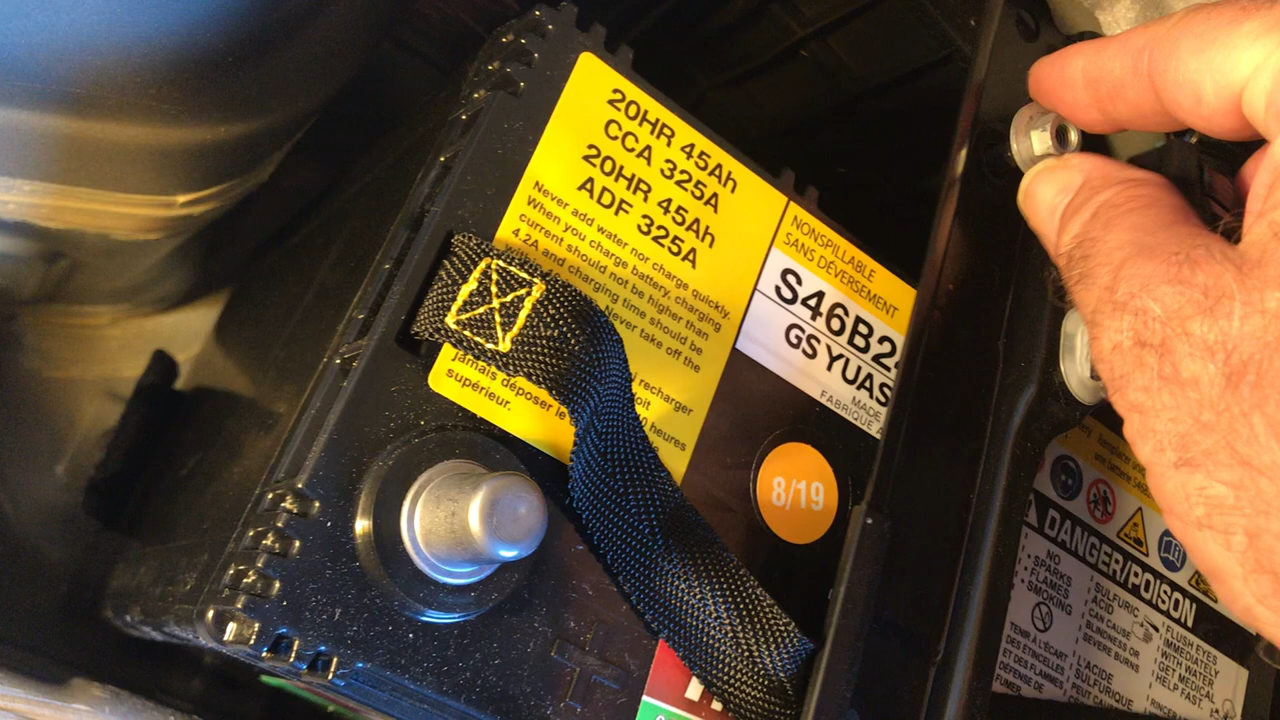 20HR 45Ah
CCA 325A
20HR 45Ah
ADF 325A
Never add water nor charge quickly.
When you charge battery, charging
current should not be higher than
4.2A and charging time should be
Never take off the
recharger
jamais déposer le
heures
supérieur.
NONSPILLABLE
SANS DÉVERSEMENT
S46B2
GS YUAS
MADE
FABRIQUÉ
8/19
DANGER/POISON
NO
SPARKS
FLAMES
SMOKING
SULFURIC
ACID
CAN CAUSE
BLINDNESS OR
SEVERE BURNS
FLUSH EYES
IMMEDIATELY
WITH WATER
GET MEDICAL
HELP FAST.
TENIR À L'ÉCART
DES ÉTINCELLES
ET DES FLAMMES
DÉFENSE DE
FUMER
L'ACIDE
SULFURIQUE
PEUT